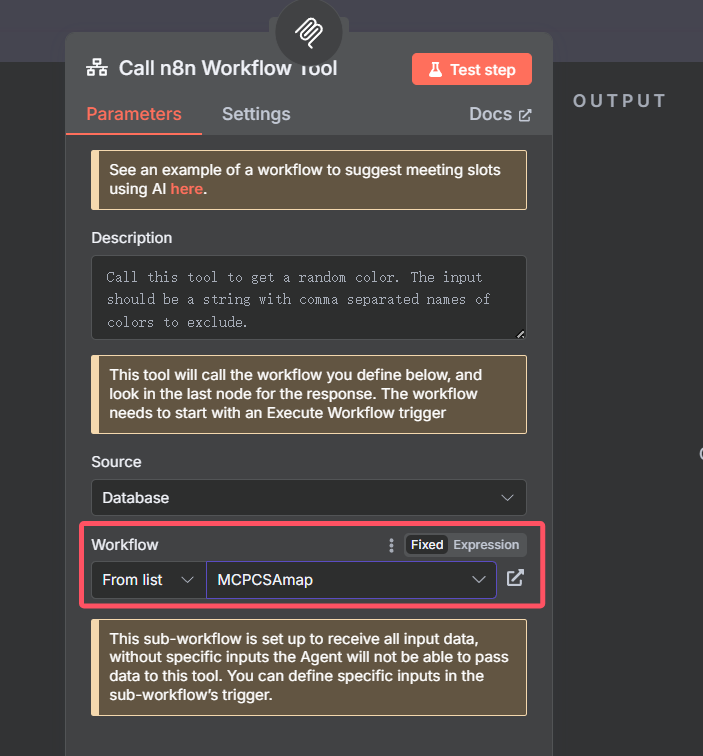 Call n8n Workflow Tool
Test step
OUTPUT
Parameters
Settings
Docs
See an example of a workflow to suggest meeting slots
using AI here.
Description
Call this tool to get a random color. The input
should be a string with comma separated names of
colors to exclude.
This tool will call the workflow you define below, and
look in the last node for the response. The workflow
needs to start with an Execute Workflow trigger
Source
Database
Workflow
Fixed
Expression
From list
MCPCSAmap
This sub-workflow is set up to receive all input data,
without specific inputs the Agent will not be able to pass
data to this tool. You can define specific inputs in the
sub-workflow's trigger.